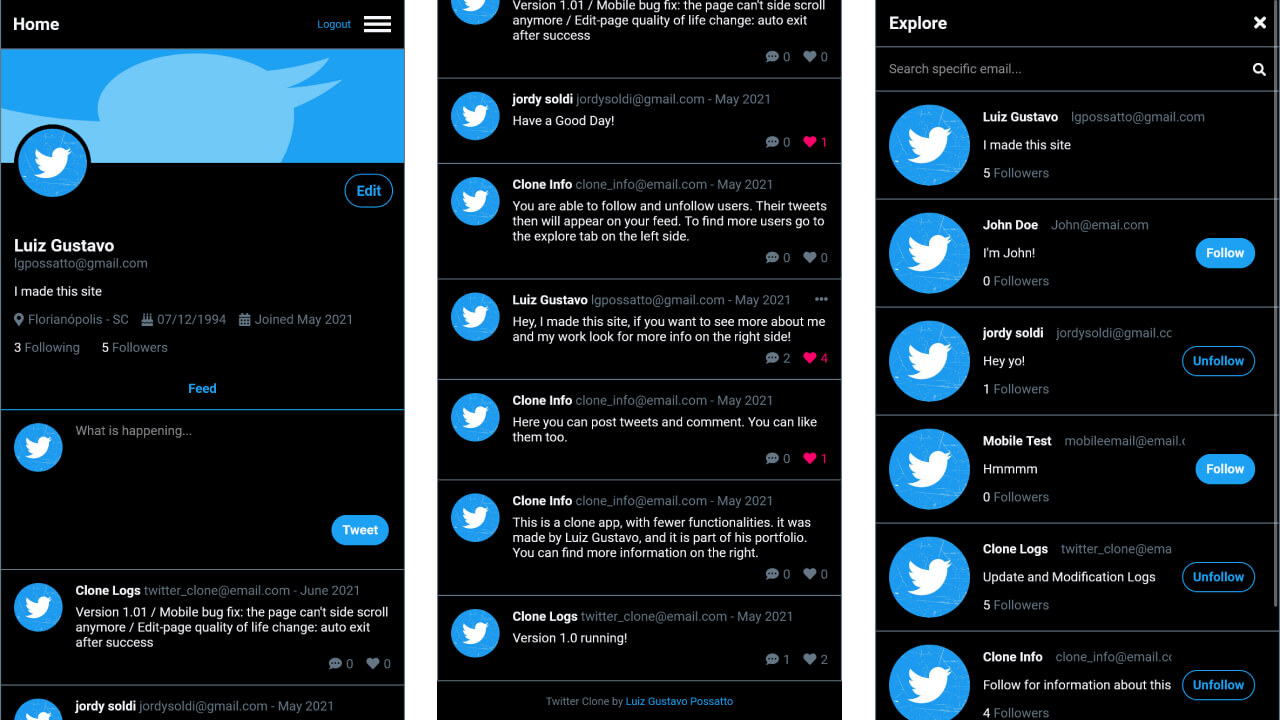 Home
Logout
Edit
Luiz Gustavo
lgpossatto@gmail.com
I made this site
Florianópolis - SC 07/12/1994 Joined May 2021
3 Following 5 Followers
Feed
What is happening...
Tweet
Clone Logs twitter_clone@email.com - June 2021
Version 1.01 / Mobile bug fix: the page can't side scroll
anymore / Edit-page quality of life change: auto exit
after success
0 0
jordy soldi jordysoldi@gmail.com - May 2021
Version 1.01 / Mobile bug fix: the page can't side scroll
anymore / Edit-page quality of life change: auto exit
after success
0 0
jordy soldi jordysoldi@gmail.com - May 2021
Have a Good Day!
0 1
Clone Info clone_info@email.com - May 2021
You are able to follow and unfollow users. Their tweets
then will appear on your feed. To find more users go to
the explore tab on the left side.
0 0
Luiz Gustavo lgpossatto@gmail.com - May 2021
Hey, I made this site, if you want to see more about me
and my work look for more info on the right side!
2 4
Clone Info clone_info@email.com - May 2021
Here you can post tweets and comment. You can like
them too.
0 1
Clone Info clone_info@email.com - May 2021
This is a clone app, with fewer functionalities. it was
made by Luiz Gustavo, and it is part of his portfolio.
You can find more information on the right.
0 0
Clone Logs twitter_clone@email.com - May 2021
Version 1.0 running!
1 2
Twitter Clone by Luiz Gustavo Possatto
Explore
Search specific email...
Luiz Gustavo lgpossatto@gmail.com
I made this site
5 Followers
John Doe John@emai.com
I'm John!
0 Followers
Follow
jordy soldi jordysoldi@gmail.cc
Hey yo!
1 Followers
Unfollow
Mobile Test mobileemail@email.c
Hmmmm
0 Followers
Follow
Clone Logs twitter_clone@ema
Update and Modification Logs
5 Followers
Unfollow
Clone Info clone_info@email.cc
Follow for information about this
4 Followers
Unfollow